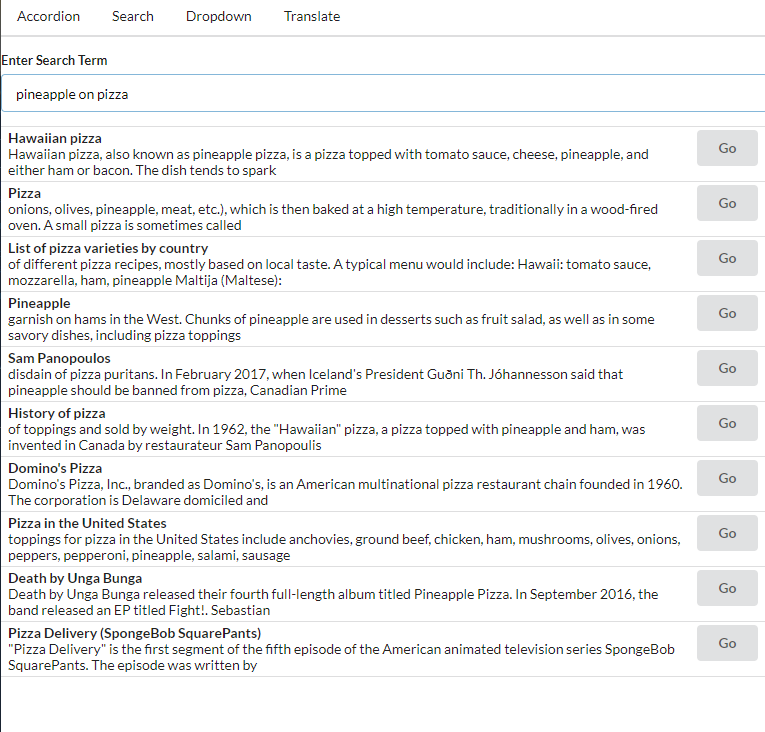 Accordion Search Dropdown Translate
Enter Search Term
pineapple on pizza
Hawaiian pizza
Hawaiian pizza, also known as pineapple pizza, is a pizza topped with tomato sauce, cheese, pineapple, and
either ham or bacon. The dish tends to spark
Go
Pizza
onions, olives, pineapple, meat, etc.), which is then baked at a high temperature, traditionally in a wood-fired
oven. A small pizza is sometimes called
Go
List of pizza varieties by country
of different pizza recipes, mostly based on local taste. A typical menu would include: Hawaii: tomato sauce,
mozzarella, ham, pineapple Maltija (Maltese):
Go
Pineapple
garnish on hams in the West. Chunks of pineapple are used in desserts such as fruit salad, as well as in some
savory dishes, including pizza toppings
Go
Sam Panopoulos
disdain of pizza puritans. In February 2017, when Iceland's President Guðni Th. Jóhannesson said that
pineapple should be banned from pizza, Canadian Prime
Go
History of pizza
of toppings and sold by weight. In 1962, the "Hawaiian" pizza, a pizza topped with pineapple and ham, was
invented in Canada by restaurateur Sam Panopoulis
Go
Domino's Pizza
Domino's Pizza, Inc., branded as Domino's, is an American multinational pizza restaurant chain founded in 1960.
The corporation is Delaware domiciled and
Go
Pizza in the United States
toppings for pizza in the United States include anchovies, ground beef, chicken, ham, mushrooms, olives, onions,
peppers, pepperoni, pineapple, salami, sausage
Go
Death by Unga Bunga
Death by Unga Bunga released their fourth full-length album titled Pineapple Pizza. In September 2016, the
band released an EP titled Fight!. Sebastian
Go
Pizza Delivery (SpongeBob SquarePants)
"Pizza Delivery" is the first segment of the fifth episode of the American animated television series SpongeBob
SquarePants. The episode was written by
Go